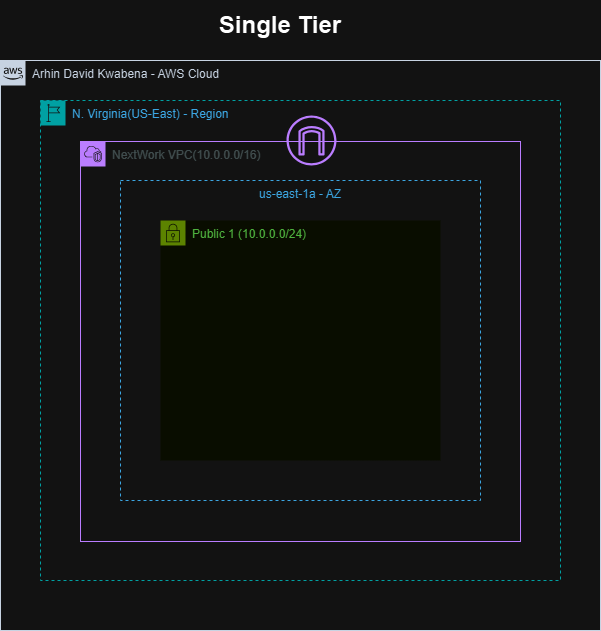 Single Tier
aws
Arhin David Kwabena - AWS Cloud
N. Virginia(US-East) - Region
NextWork VPC(10.0.0.0/16)
us-east-1a - AZ
Public 1 (10.0.0.0/24)